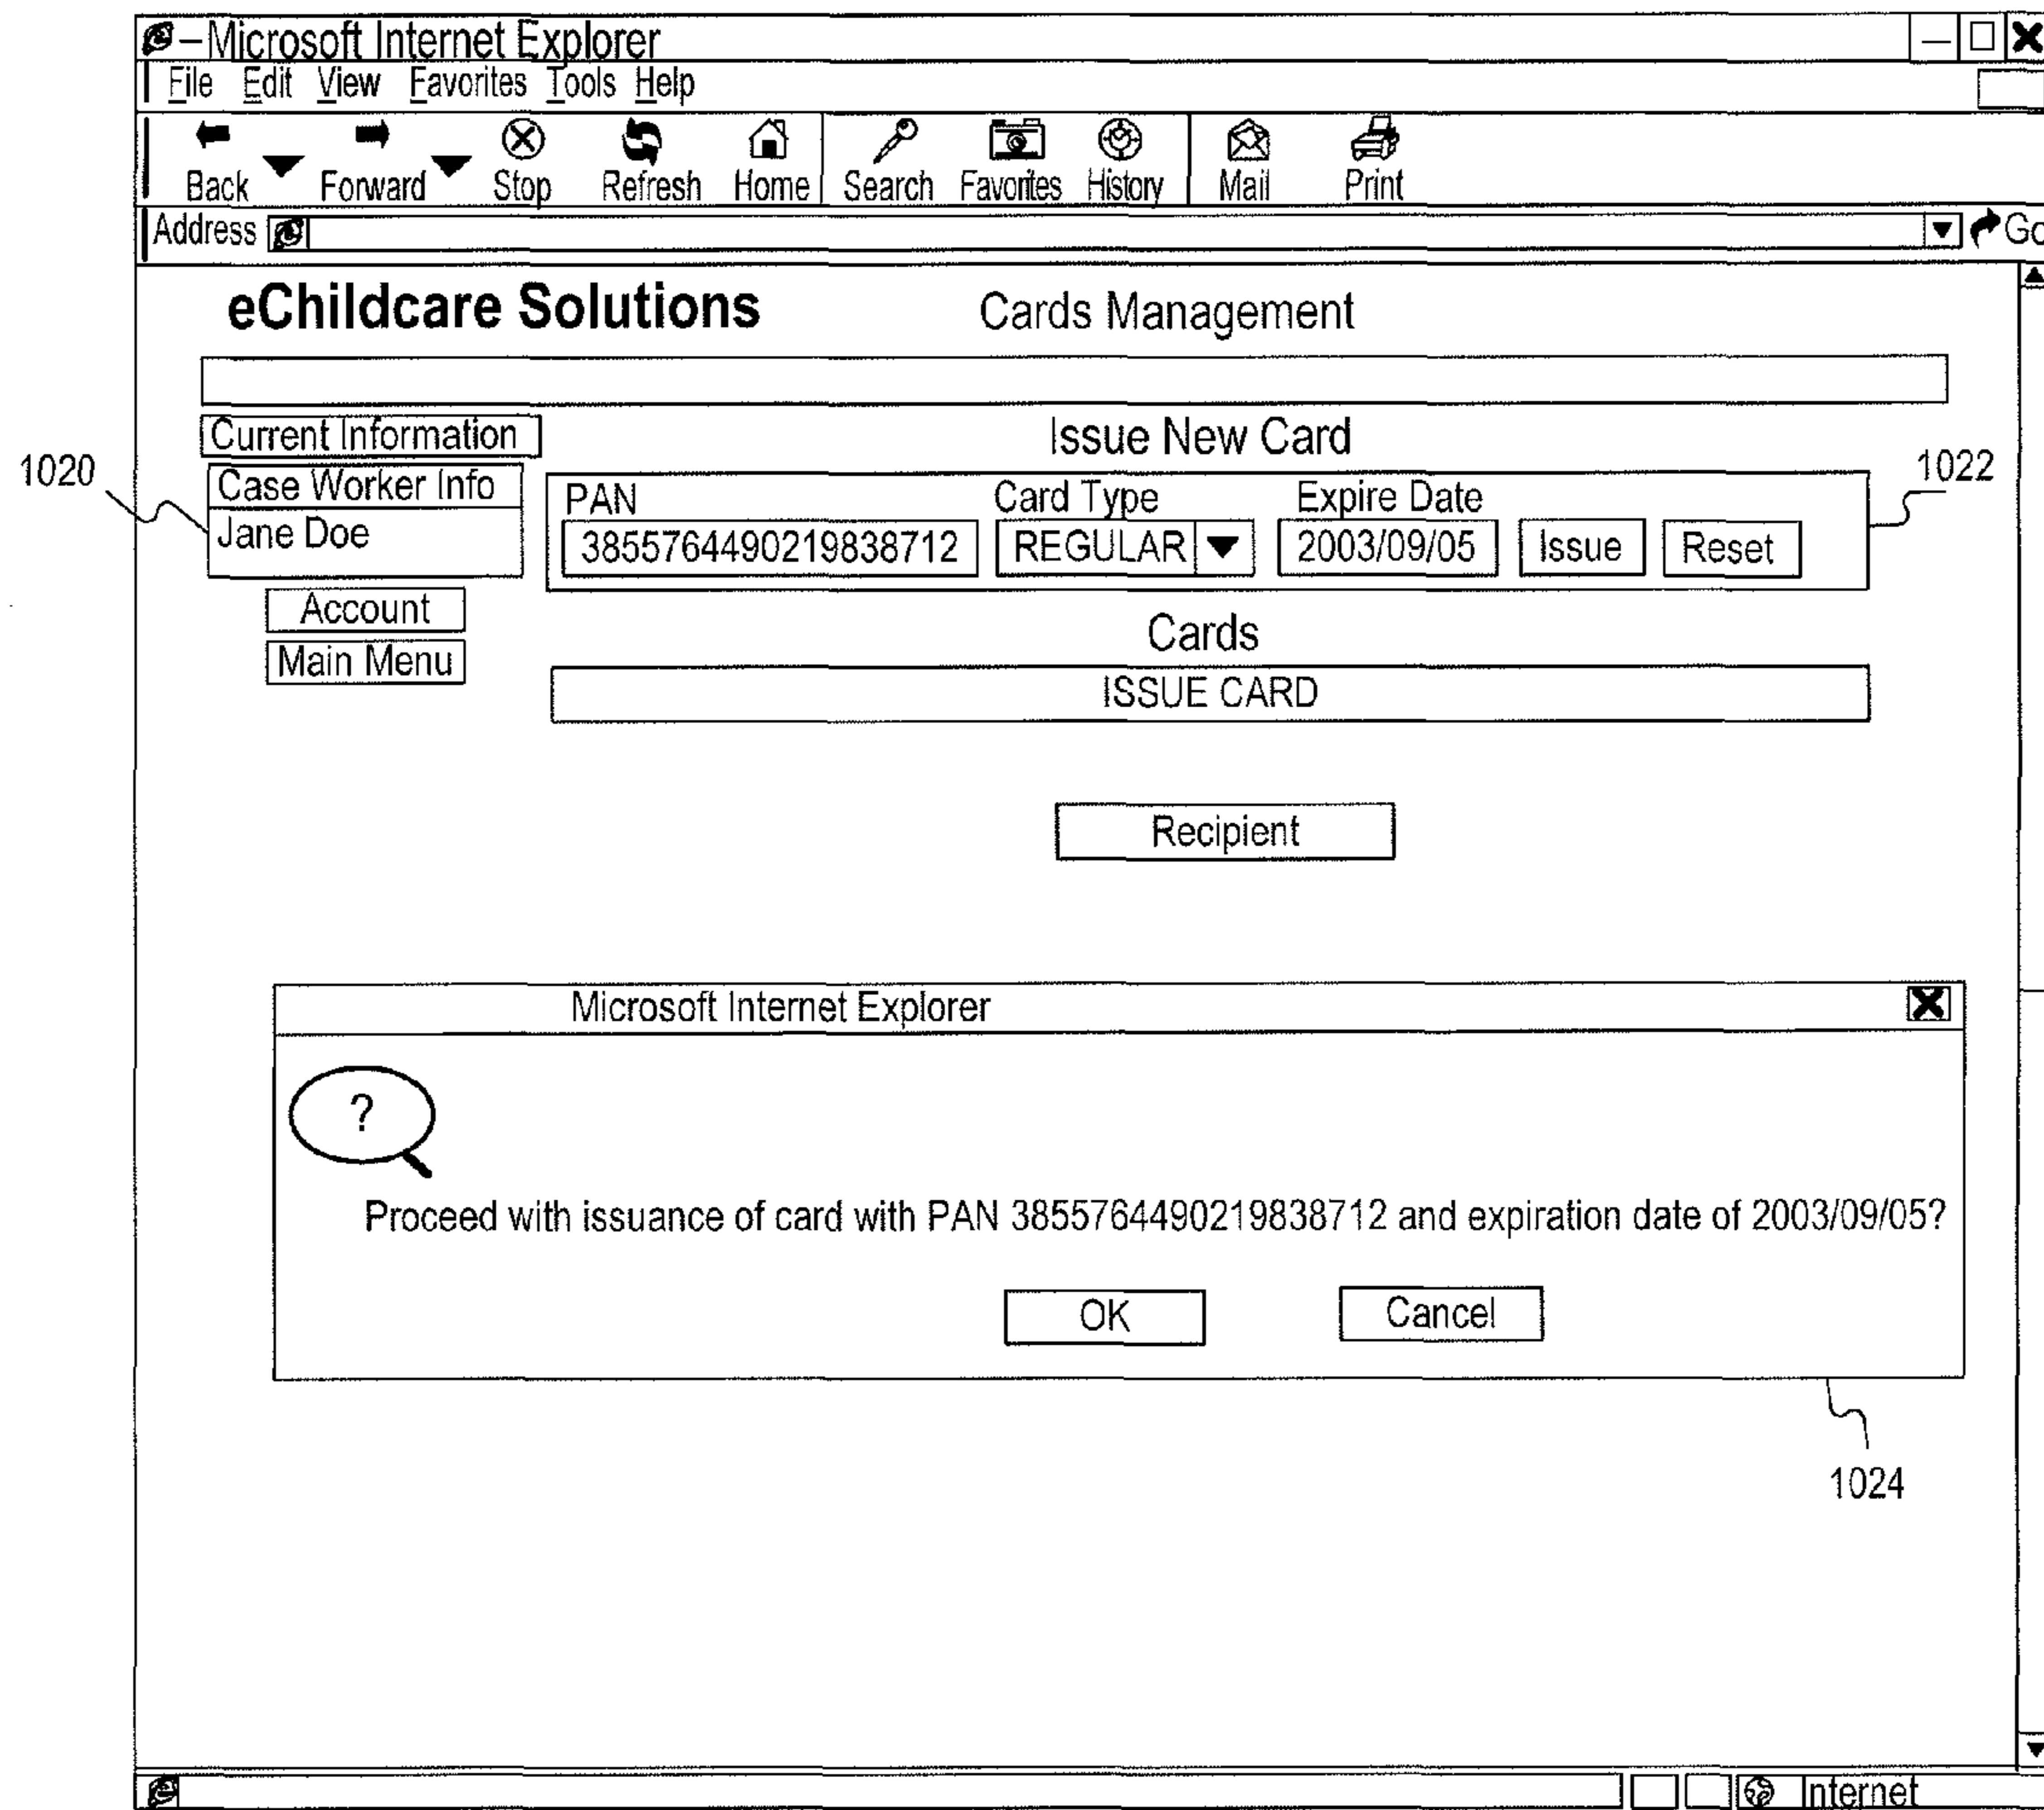 Microsoft Internet Explorer
File Edit View Favorites Tools Help
Back Forward Stop Refresh Home Search Favorites History Mail Print
Address Go
eChildcare Solutions Cards Management
Current Information Issue New Card
1020 Case Worker Info PAN Card Type Expire Date 1022
Jane Doe 3855764490219838712 REGULAR 2003/09/05 Issue Reset
Account
Cards
Main Menu
ISSUE CARD
Recipient
Microsoft Internet Explorer
?
Proceed with issuance of card with PAN 3855764490219838712 and expiration date of 2003/09/05?
OK Cancel
1024
Internet